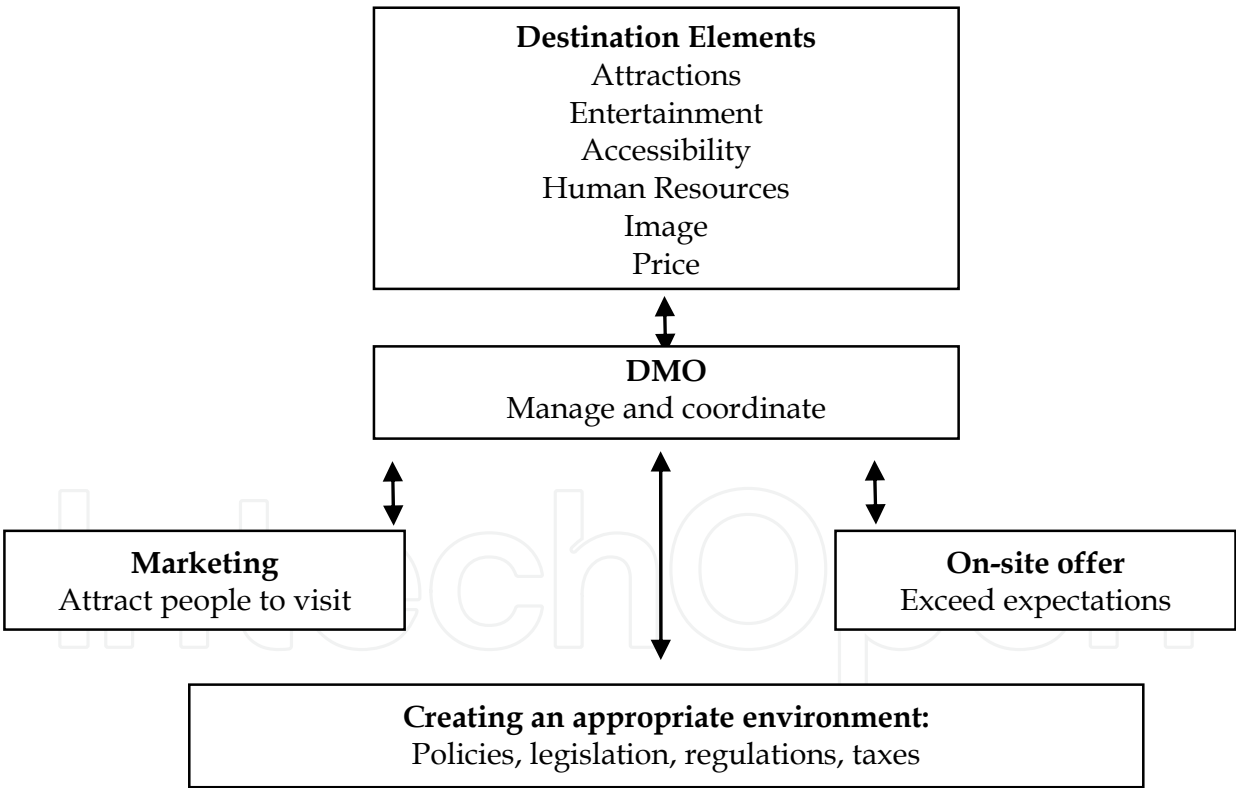 Destination Elements
Attractions
Entertainment
Accessibility
Human Resources
Image
Price
DMO
Manage and coordinate
Marketing
Attract people to visit
On-site offer
Exceed expectations
IntechOpen
Creating an appropriate environment:
Policies, legislation, regulations, taxes